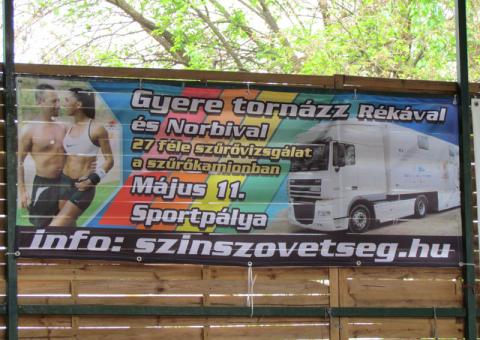 Gyere tornázz Rékával
és Norbival
27 féle szűrővizsgálat
a szűrőkamionban
Május 11.
Sportpálya
info: szinszovetseg.hu